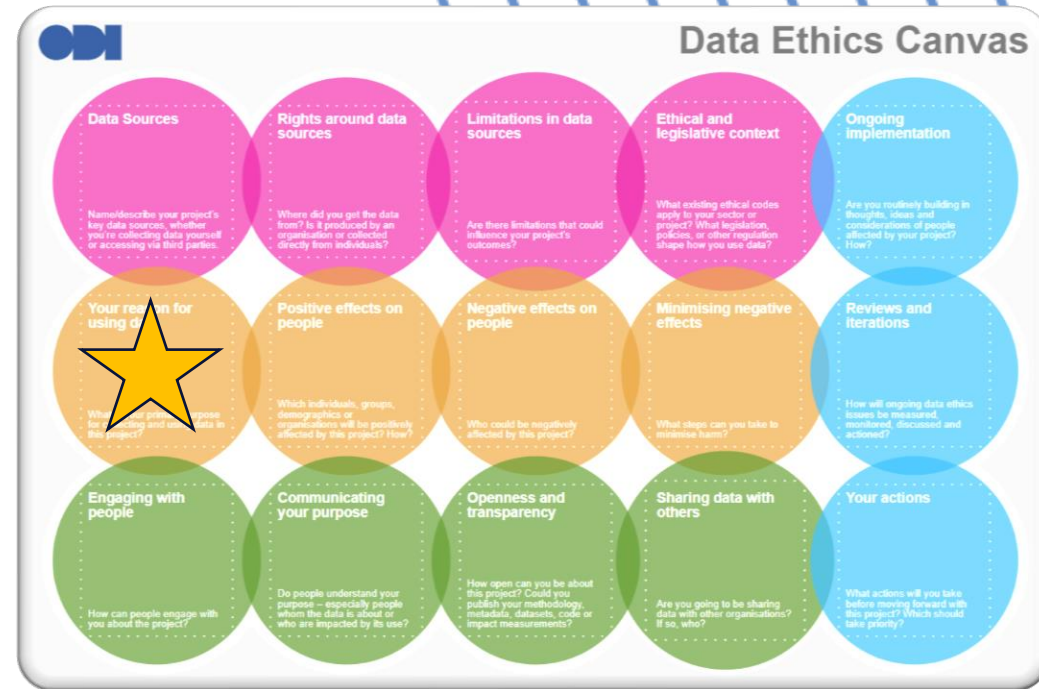 ODI
Data Ethics Canvas
Data Sources
Name/describe your project's
key data sources, whether
you're collecting data yourself
or accessing via third parties.
Rights around data
sources
Where did you get the data
from? Is it produced by an
organisation or collected
directly from individuals?
Limitations in data
sources
Are there limitations that could
influence your project's
outcomes?
Ethical and
legislative context
What existing ethical codes
apply to your sector or
project? What legislation,
policies, or other regulation
shape how you use data?
Ongoing
implementation
Are you routinely building in
thoughts, ideas and
considerations of people
affected by your project?
How?
Your reason for
using
for collecting and
data in
this project?
Positive effects on
people
Which individuals, groups,
demographics or
organisations will be positively
affected by this project? How?
Negative effects on
people
Who could be negatively
affected by this project?
Minimising negative
effects
What steps can you take to
minimise harm?
Reviews and
iterations
How will ongoing data ethics
issues be measured,
monitored, discussed and
actioned?
Engaging with
people
How can people engage with
you about the project?
Communicating
your purpose
Do people understand your
purpose – especially people
whom the data is about or
who are impacted by its use?
Openness and
transparency
How open can you be about
this project? Could you
publish your methodology,
metadata, datasets, code or
impact measurements?
Sharing data with
others
Are you going to be sharing
data with other organisations?
If so, who?
Your actions
What actions will you take
before moving forward with
this project? Which should
take priority?